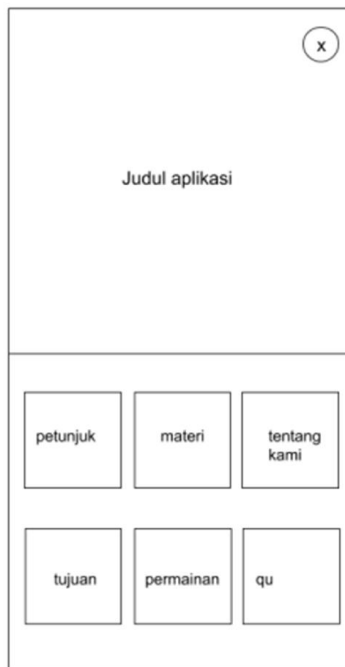 x
Judul aplikasi
petunjuk
materi
tentang
kami
tujuan
permainan
qu